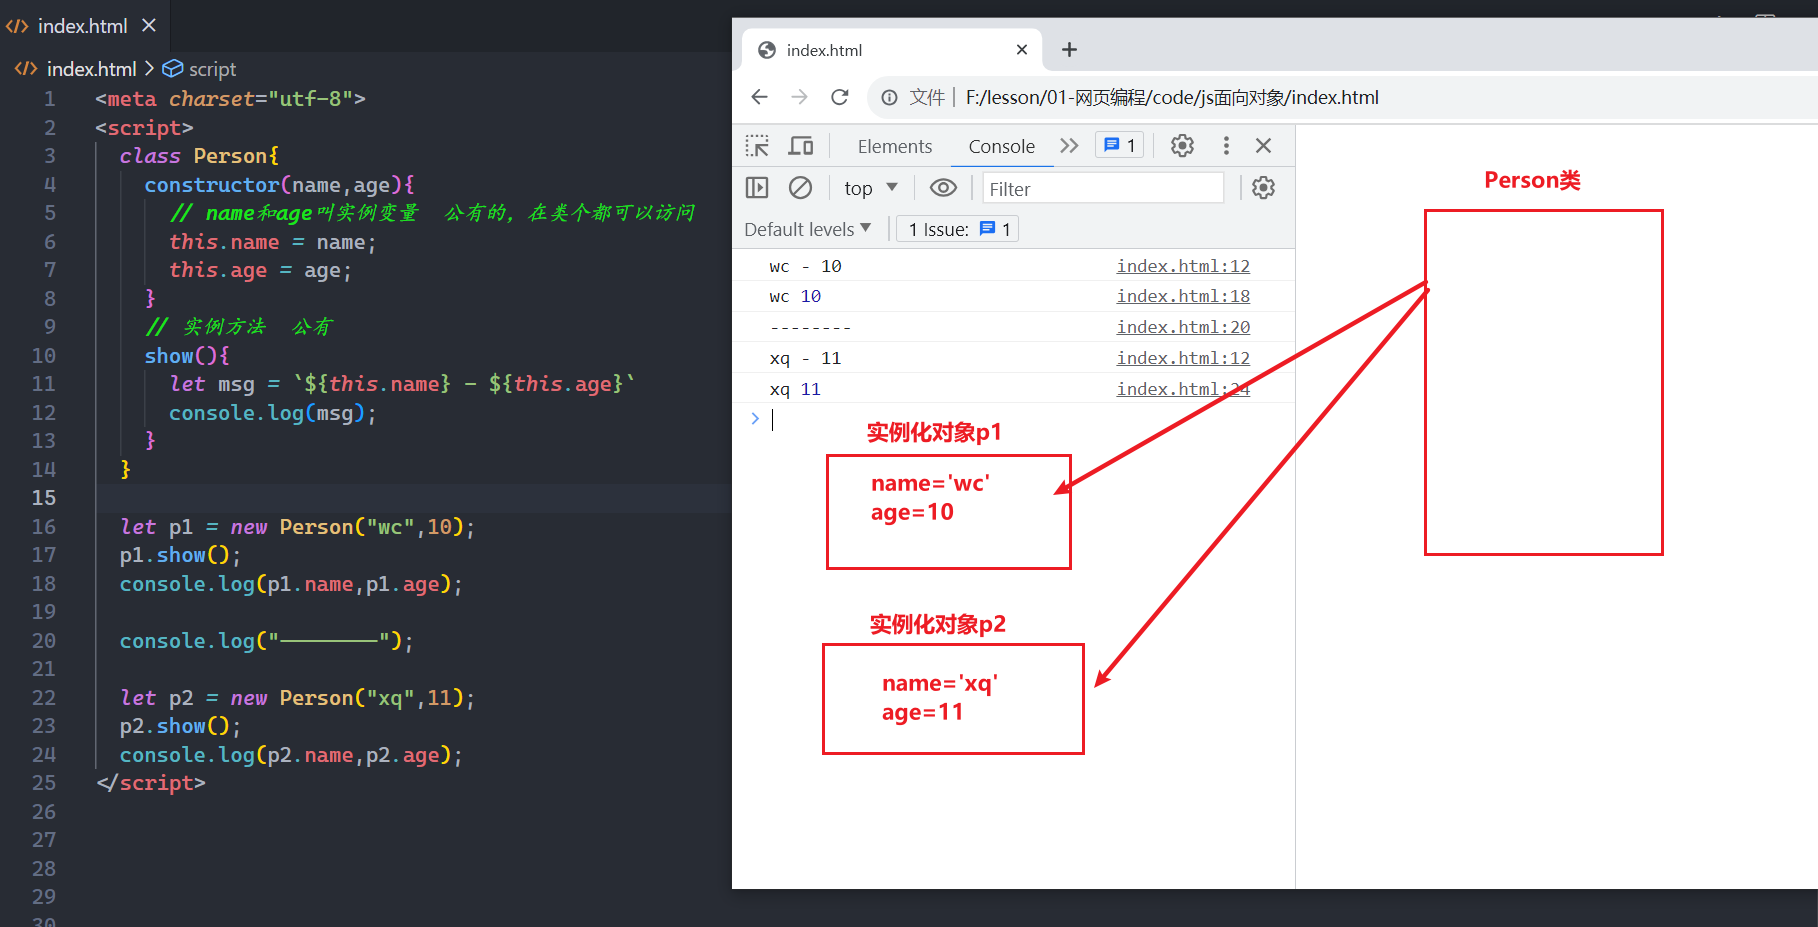 index.html
index.html > script
1 <meta charset="utf-8">
2 <script>
3 class Person{
4 constructor(name,age){
5 // name和age叫实例变量 公有的，在类个都可以访问
6 this.name = name;
7 this.age = age;
8 }
9 // 实例方法 公有
10 show(){
11 let msg = `${this.name} - ${this.age}`
12 console.log(msg);
13 }
14 }
15
16 let p1 = new Person("wc",10);
17 p1.show();
18 console.log(p1.name,p1.age);
19
20 console.log("--------");
21
22 let p2 = new Person("xq",11);
23 p2.show();
24 console.log(p2.name,p2.age);
25 </script>
26
27
28
29
30
index.html
文件 F:/lesson/01-网页编程/code/js面向对象/index.html
Elements Console 1
top Filter
Default levels 1 Issue: 1
wc - 10 index.html:12
wc 10 index.html:18
-------- index.html:20
xq - 11 index.html:12
xq 11 index.html:24
>
实例化对象p1
name='wc'
age=10
实例化对象p2
name='xq'
age=11
Person类